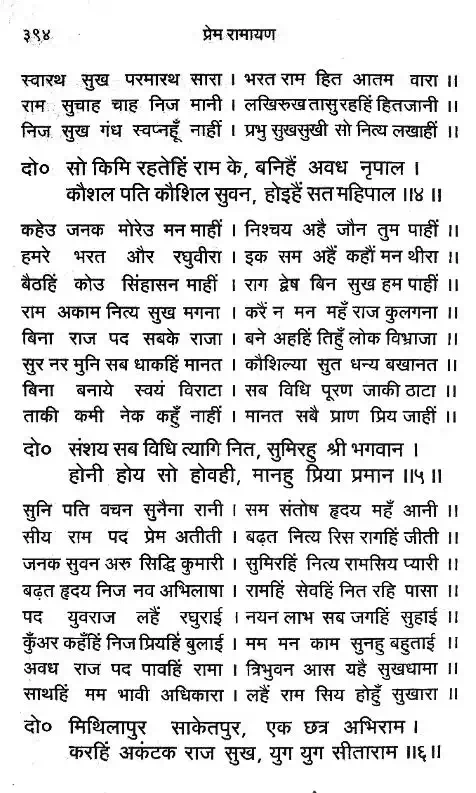 ३९४ प्रेम रामायण
स्वारथ सुख परमारथ सारा । भरत राम हित आतम वारा ।।
राम सुचाह चाह निज मानी । लखिरुख तासु रहहिं हितजानी ।।
निज सुख गंध स्वप्नहूँ नाहीं । प्रभु सुखसुखी सो नित्य लखाहीं ।।
दो० सो किमि रहतेहिं राम के, बनिहैं अवध नृपाल ।
कौशल पति कौशिल सुवन, होइहैं सत महिपाल ।।४।।
कहेउ जनक मोरेउ मन माहीं । निश्चय अहै जौन तुम पाहीं ।।
हमरे भरत और रघुवीरा । इक सम अहैं कहौं मन थीरा ।।
बैठहिं कोउ सिंहासन माहीं । राग द्वेष बिन सुख हम पाहीं ।।
राम अकाम नित्य सुख मगना । करैं न मन महँ राज कुलगना ।।
बिना राज पद सबके राजा । बने अहहिं तिहुँ लोक विभ्राजा ।।
सुर नर मुनि सब धाकहिं मानत । कौशिल्या सुत धन्य बखानत ।।
बिना बनाये स्वयं विराटा । सब विधि पूरण जाकी ठाटा ।।
ताकी कमी नेक कहुँ नाहीं । मानत सबै प्राण प्रिय जाहीं ।।
दो० संशय सब विधि त्यागि नित, सुमिरहु श्री भगवान ।
होनी होय सो होवही, मानहु प्रिया प्रमान ।।५।।
सुनि पति वचन सुनैना रानी । सम संतोष हृदय महँ आनी ।।
सीय राम पद प्रेम अतीती । बढ़त नित्य रिस रागहिं जीती ।।
जनक सुवन अरु सिद्धि कुमारी । सुमिरहिं नित्य रामसिय प्यारी ।।
बढ़त हृदय निज नव अभिलाषा । रामहिं सेवहिं नित रहि पासा ।।
पद युवराज लहैं रघुराई । नयन लाभ सब जगहिं सुहाई ।।
कुँअर कहँहिं निज प्रियहिं बुलाई । मम मन काम सुनहु बहुताई ।।
अवध राज पद पावहिं रामा । त्रिभुवन आस यहै सुखधामा ।।
साथहिं मम भावी अधिकारा । लहैं राम सिय होहुँ सुखारा ।।
दो० मिथिलापुर साकेतपुर, एक छत्र अभिराम ।
करहिं अकंटक राज सुख, युग युग सीताराम ।।६।।